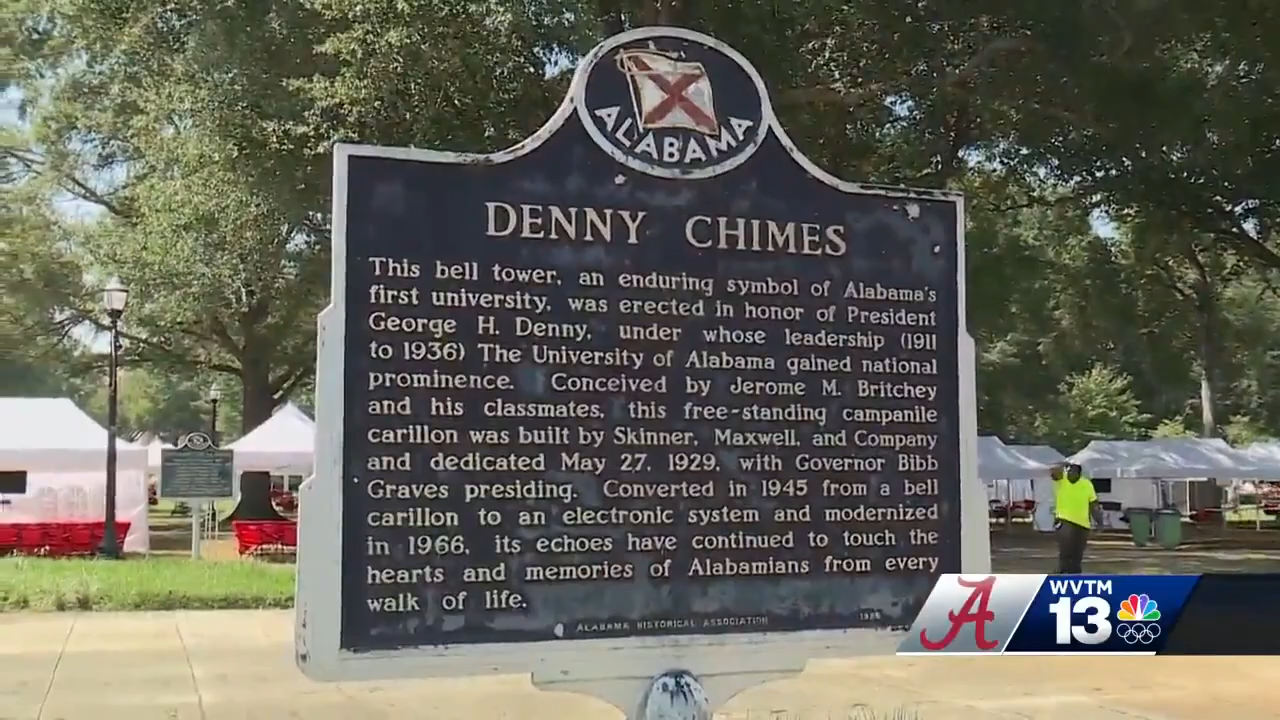 ALABAMA
DENNY CHIMES
This bell tower, an enduring symbol of Alabama's
first university, was erected in honor of President
George H. Denny, under whose leadership (1911
to 1936) The University of Alabama gained national
prominence. Conceived by Jerome M. Britchey
and his classmates, this free-standing campanile
carillon was built by Skinner, Maxwell, and Company
and dedicated May 27, 1929, with Governor Bibb
Graves presiding. Converted in 1945 from a bell
carillon to an electronic system and modernized
in 1966, its echoes have continued to touch the
hearts and memories of Alabamians from every
walk of life.
ALABAMA HISTORICAL ASSOCIATION
A
WVTM
13